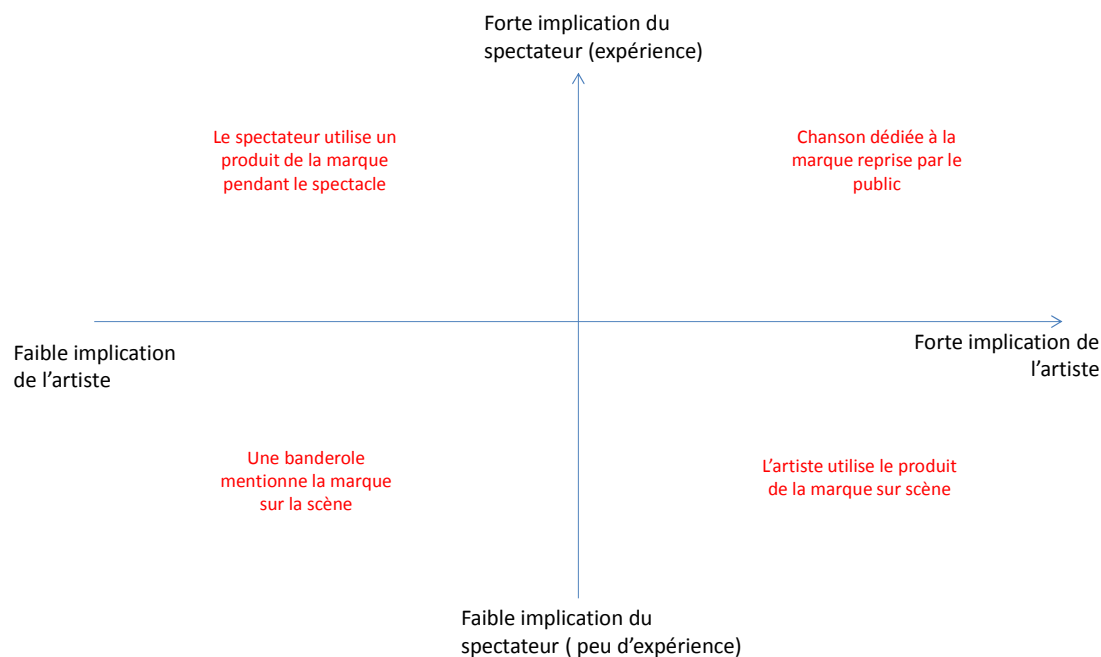 Forte implication du
spectateur (expérience)
Le spectateur utilise un
produit de la marque
pendant le spectacle
Chanson dédiée à la
marque reprise par le
public
Faible implication
de l’artiste
Forte implication de
l’artiste
Une banderole
mentionne la marque
sur la scène
L’artiste utilise le produit
de la marque sur scène
Faible implication du
spectateur ( peu d’expérience)